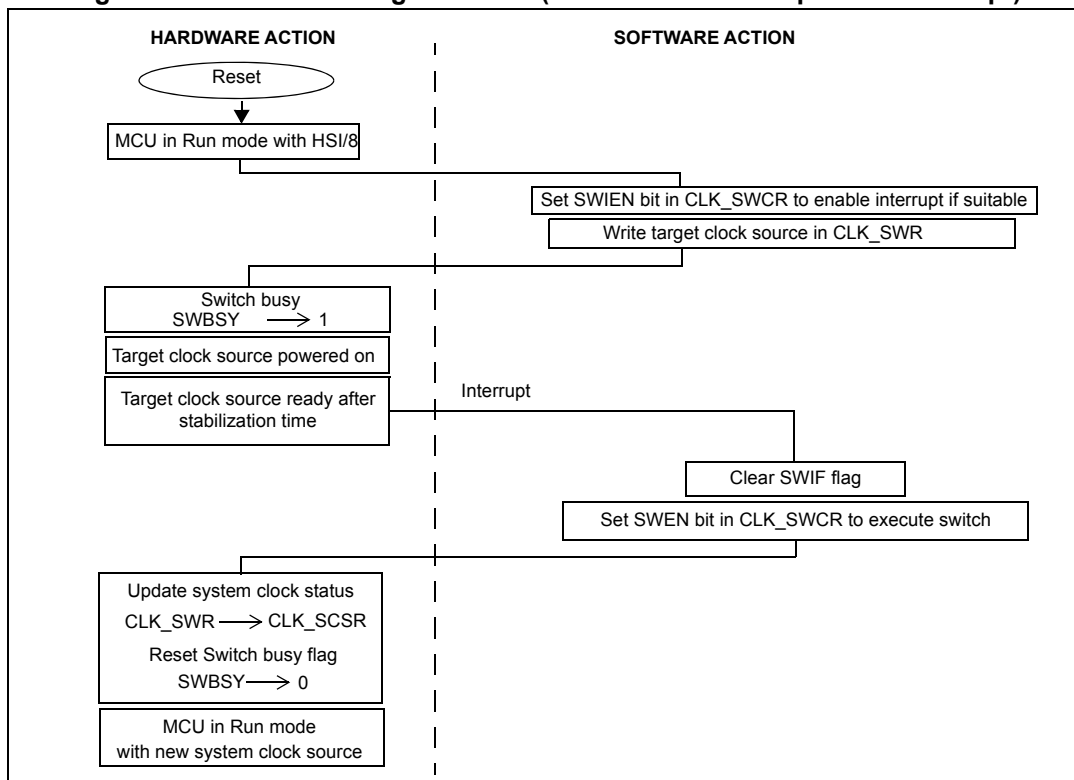 HARDWARE ACTION
SOFTWARE ACTION
Reset
MCU in Run mode with HSI/8
Set SWIEN bit in CLK_SWCR to enable interrupt if suitable
Write target clock source in CLK_SWR
Switch busy
SWBSY → 1
Target clock source powered on
Target clock source ready after
stabilization time
Interrupt
Clear SWIF flag
Set SWEN bit in CLK_SWCR to execute switch
Update system clock status
CLK_SWR → CLK_SCSR
Reset Switch busy flag
SWBSY → 0
MCU in Run mode
with new system clock source